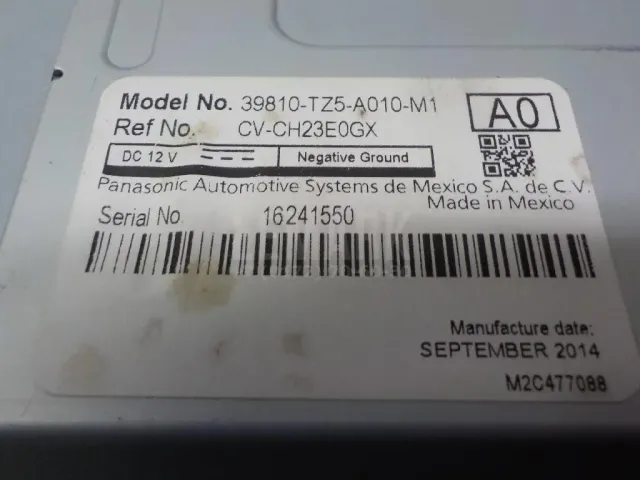 Model No. 39810-TZ5-A010-M1
A0
Ref No. CV-CH23E0GX
DC 12 V Negative Ground
Panasonic Automotive Systems de Mexico S.A. de C.V.
Made in Mexico
Serial No. 16241550
Manufacture date:
SEPTEMBER 2014
M2C477088